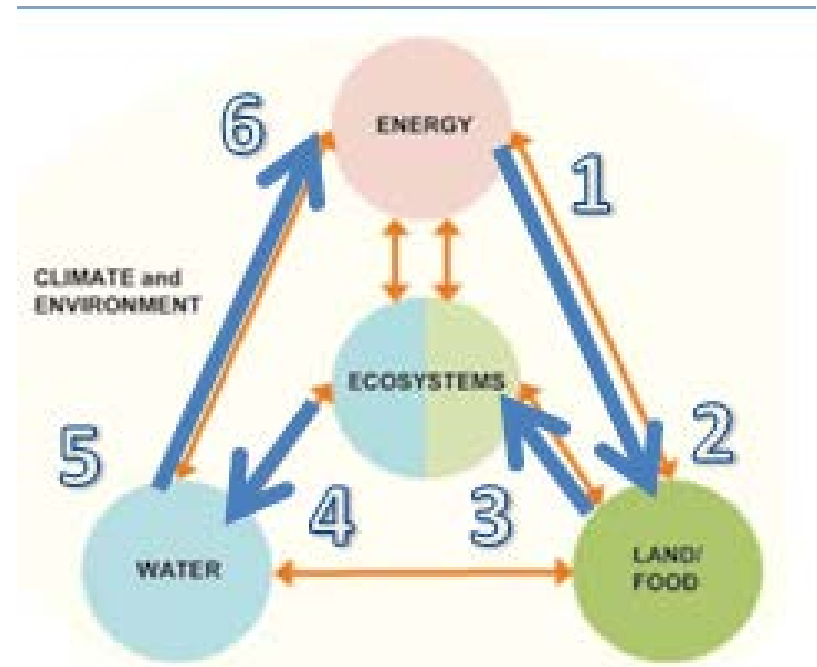 6
ENERGY
1
CLIMATE and
ENVIRONMENT
ECOSYSTEMS
5
2
4
3
WATER
LAND/
FOOD